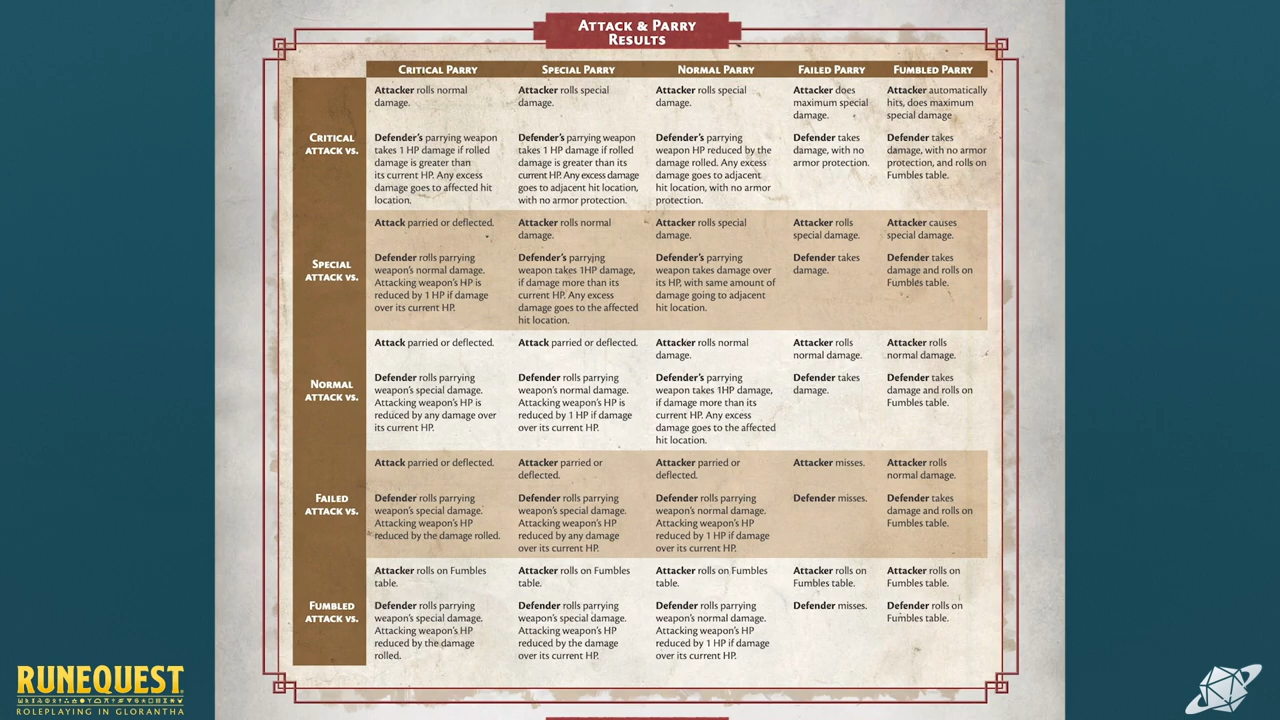 ATTACK & PARRY
RESULTS
CRITICAL PARRY
SPECIAL PARRY
NORMAL PARRY
FAILED PARRY
FUMBLED PARRY
CRITICAL
ATTACK VS.
Attacker rolls normal
damage.
Defender's parrying weapon
takes 1 HP damage if rolled
damage is greater than
its current HP. Any excess
damage goes to affected hit
location.
Attacker rolls special
damage.
Defender's parrying weapon
takes 1 HP damage if rolled
damage is greater than its
current HP. Any excess damage
goes to adjacent hit location,
with no armor protection.
Attacker rolls special
damage.
Defender's parrying
weapon HP reduced by the
damage rolled. Any excess
damage goes to adjacent
hit location, with no armor
protection.
Attacker does
maximum special
damage.
Defender takes
damage, with no
armor protection.
Attacker automatically
hits, does maximum
special damage
Defender takes
damage, with no armor
protection, and rolls on
Fumbles table.
SPECIAL
ATTACK VS.
Attack parried or deflected.
Defender rolls parrying
weapon's normal damage.
Attacking weapon's HP is
reduced by 1 HP if damage
over its current HP.
Attacker rolls normal
damage.
Defender's parrying
weapon takes 1HP damage,
if damage more than its
current HP. Any excess
damage goes to the affected
hit location.
Attacker rolls special
damage.
Defender's parrying
weapon takes damage over
its HP, with same amount of
damage going to adjacent
hit location.
Attacker rolls
special damage.
Defender takes
damage.
Attacker causes
special damage.
Defender takes
damage and rolls on
Fumbles table.
NORMAL
ATTACK VS.
Attack parried or deflected.
Defender rolls parrying
weapon's special damage.
Attacking weapon's HP is
reduced by any damage over
its current HP.
Attack parried or deflected.
Defender rolls parrying
weapon's normal damage.
Attacking weapon's HP is
reduced by 1 HP if damage
over its current HP.
Attacker rolls normal
damage.
Defender's parrying
weapon takes 1HP damage,
if damage more than its
current HP. Any excess
damage goes to the affected
hit location.
Attacker rolls
normal damage.
Defender takes
damage.
Attacker rolls
normal damage.
Defender takes
damage and rolls on
Fumbles table.
FAILED
ATTACK VS.
Attack parried or deflected.
Defender rolls parrying
weapon's special damage.
Attacking weapon's HP
reduced by the damage rolled.
Attacker parried or
deflected.
Defender rolls parrying
weapon's special damage.
Attacking weapon's HP
reduced by any damage
over its current HP.
Attacker parried or
deflected.
Defender rolls parrying
weapon's normal damage.
Attacking weapon's HP
reduced by 1 HP if damage
over its current HP.
Attacker misses.
Defender misses.
Attacker rolls
normal damage.
Defender takes
damage and rolls on
Fumbles table.
FUMBLED
ATTACK VS.
Attacker rolls on Fumbles
table.
Defender rolls parrying
weapon's special damage.
Attacking weapon's HP
reduced by the damage
rolled.
Attacker rolls on Fumbles
table.
Defender rolls parrying
weapon's special damage.
Attacking weapon's HP
reduced by the damage
over its current HP.
Attacker rolls on Fumbles
table.
Defender rolls parrying
weapon's normal damage.
Attacking weapon's HP
reduced by 1 HP if damage
over its current HP.
Attacker rolls on
Fumbles table.
Defender misses.
Attacker rolls on
Fumbles table.
Defender rolls on
Fumbles table.
RUNEQUEST
ROLEPLAYING IN GLORANTHA